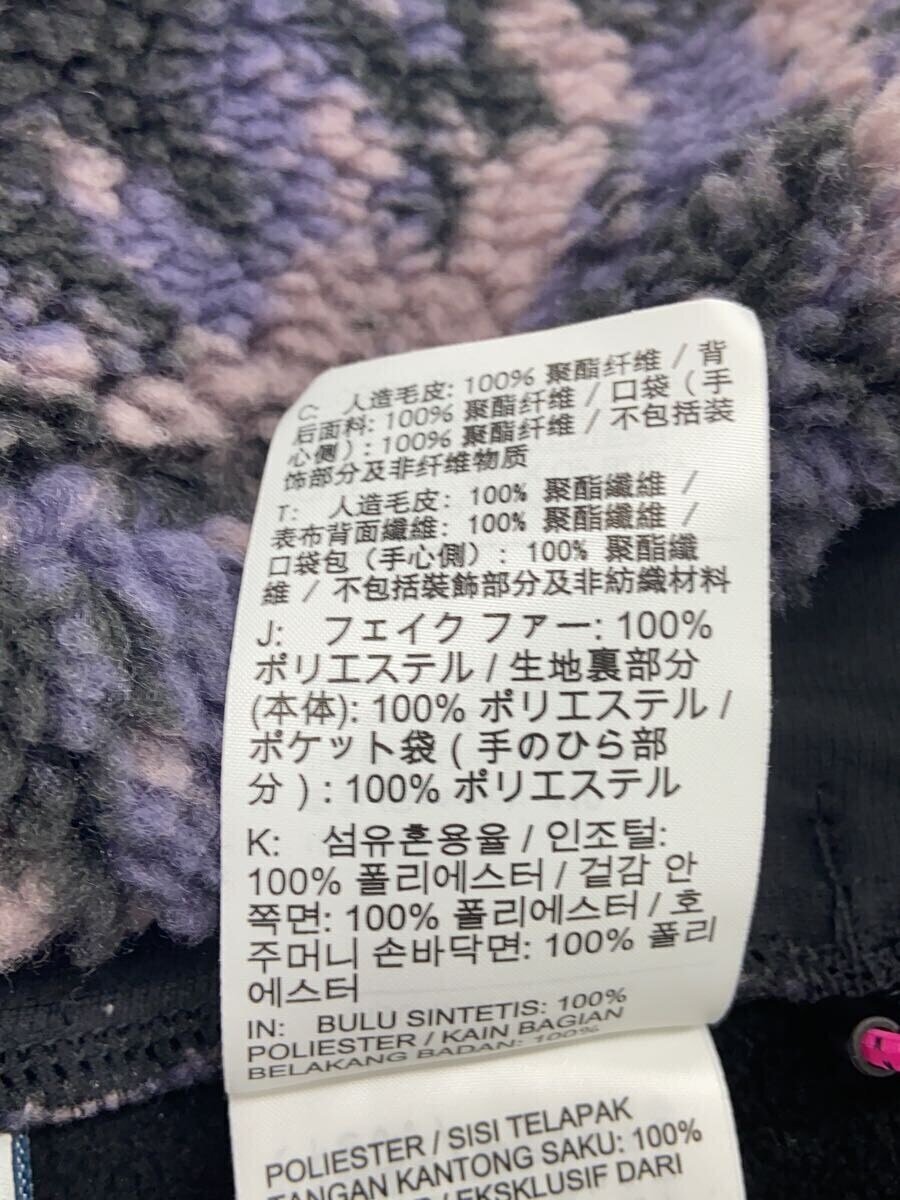 C: 人造毛皮: 100% 聚酯纤维 / 背
后面料: 100% 聚酯纤维 / 口袋（手
心侧）: 100% 聚酯纤维 / 不包括装
饰部分及非纤维物质
T: 人造毛皮: 100% 聚酯纖維 /
表布背面纖維: 100% 聚酯纖維 /
口袋包（手心側）: 100% 聚酯纖
維 / 不包括裝飾部分及非紡織材料
J: フェイク ファー: 100%
ポリエステル / 生地裏部分
(本体): 100% ポリエステル /
ポケット袋 ( 手のひら部
分 ) : 100% ポリエステル
K: 섬유혼용율 / 인조털:
100% 폴리에스터 / 겉감 안
쪽면: 100% 폴리에스터 / 호
주머니 손바닥면: 100% 폴리
에스터
IN: BULU SINTETIS: 100%
POLIESTER / KAIN BAGIAN
BELAKANG BADAN: 100%
POLIESTER / SISI TELAPAK
TANGAN KANTONG SAKU: 100%
/ EKSKLUSIF DARI